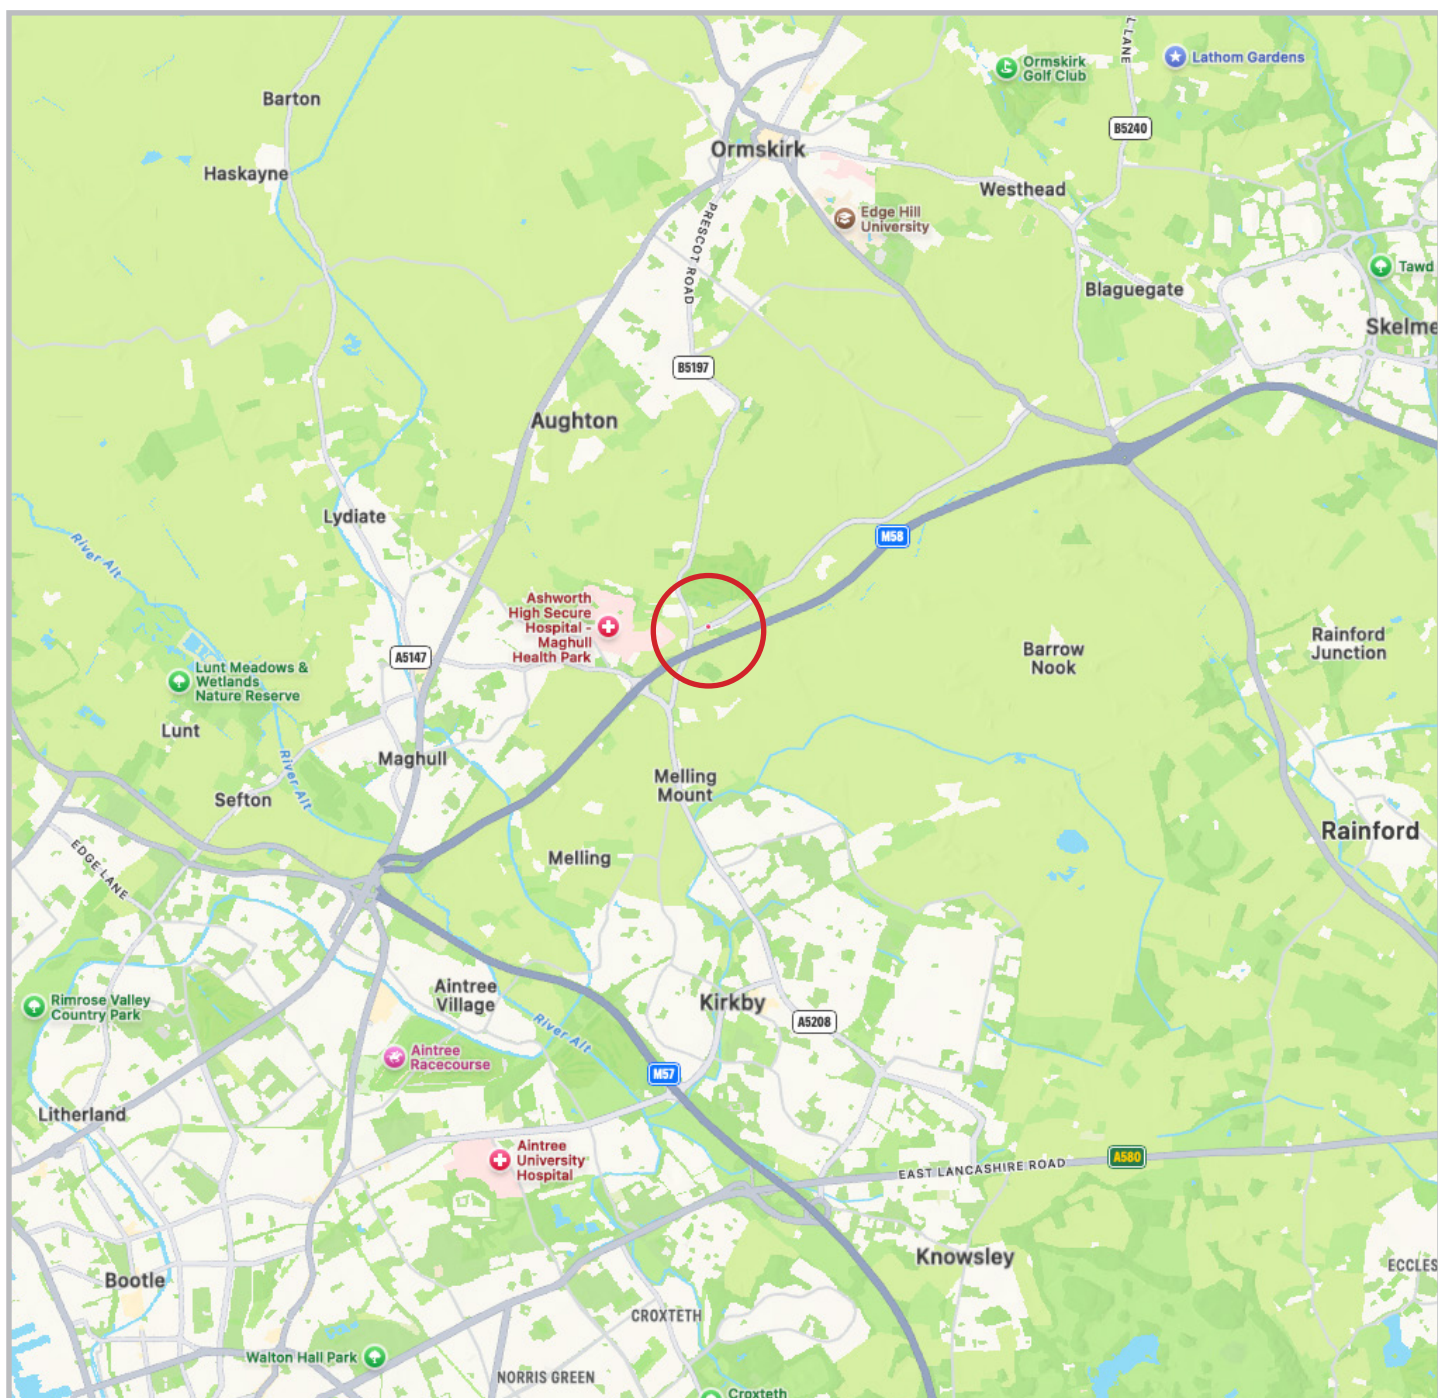 L LANE
Lathom Gardens
Ormskirk
Golf Club
Barton
B5240
Ormskirk
Haskayne
Westhead
Edge Hill
University
PRESCOT ROAD
Tawd
Blaguegate
Skelme
B5197
Aughton
Lydiate
M58
River Alt
Ashworth
High Secure
Hospital -
Maghull
Health Park
Rainford
Junction
Barrow
Nook
A5147
Lunt Meadows &
Wetlands
Nature Reserve
Lunt
Maghull
River Alt
Melling
Mount
Sefton
Rainford
Melling
EDGE LANE
Aintree
Village
Rimrose Valley
Country Park
Kirkby
A5208
River Alt
Aintree
Racecourse
M57
Litherland
Aintree
University
Hospital
A580
EAST LANCASHIRE ROAD
Knowsley
ECCLES
Bootle
CROXTETH
Walton Hall Park
NORRIS GREEN
Croxteth